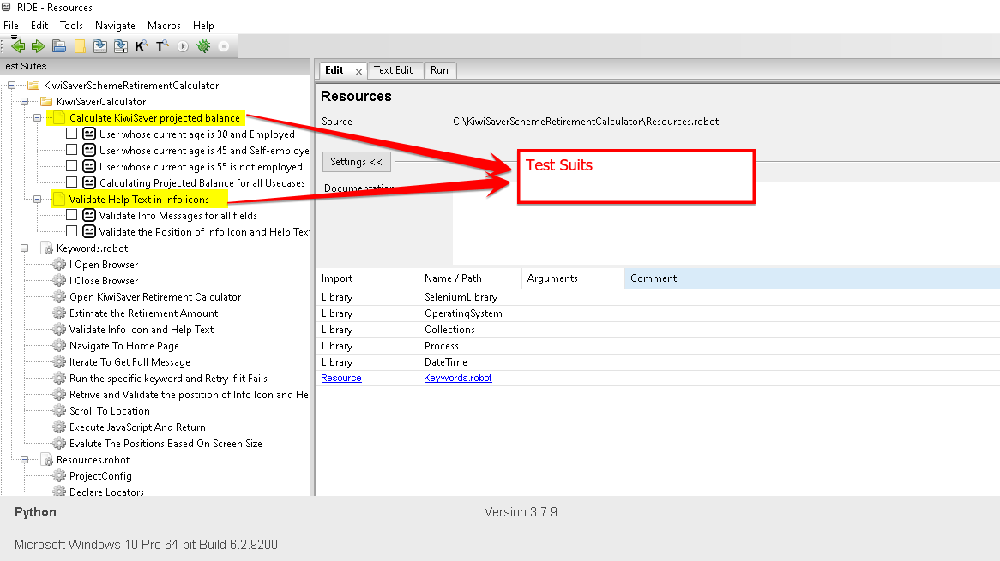 RIDE - Resources
File Edit Tools Navigate Macros Help
Test Suites
KiwiSaverSchemeRetirementCalculator
KiwiSaverCalculator
Calculate KiwiSaver projected balance
User whose current age is 30 and Employed
User whose current age is 45 and Self-employe
User whose current age is 55 is not employed
Calculating Projected Balance for all Usecases
Validate Help Text in info icons
Validate Info Messages for all fields
Validate the Position of Info Icon and Help Tex
Keywords.robot
I Open Browser
I Close Browser
Open KiwiSaver Retirement Calculator
Estimate the Retirement Amount
Validate Info Icon and Help Text
Navigate To Home Page
Iterate To Get Full Message
Run the specific keyword and Retry If it Fails
Retrive and Validate the postition of Info Icon and He
Scroll To Location
Execute JavaScript And Return
Evalute The Positions Based On Screen Size
Resources.robot
ProjectConfig
Declare Locators
Edit Text Edit Run
Resources
Source C:\KiwiSaverSchemeRetirementCalculator\Resources.robot
Settings <<
Test Suits
Documentation
Import Name / Path Arguments Comment
Library SeleniumLibrary
Library OperatingSystem
Library Collections
Library Process
Library DateTime
Resource Keywords.robot
Python Version 3.7.9
Microsoft Windows 10 Pro 64-bit Build 6.2.9200